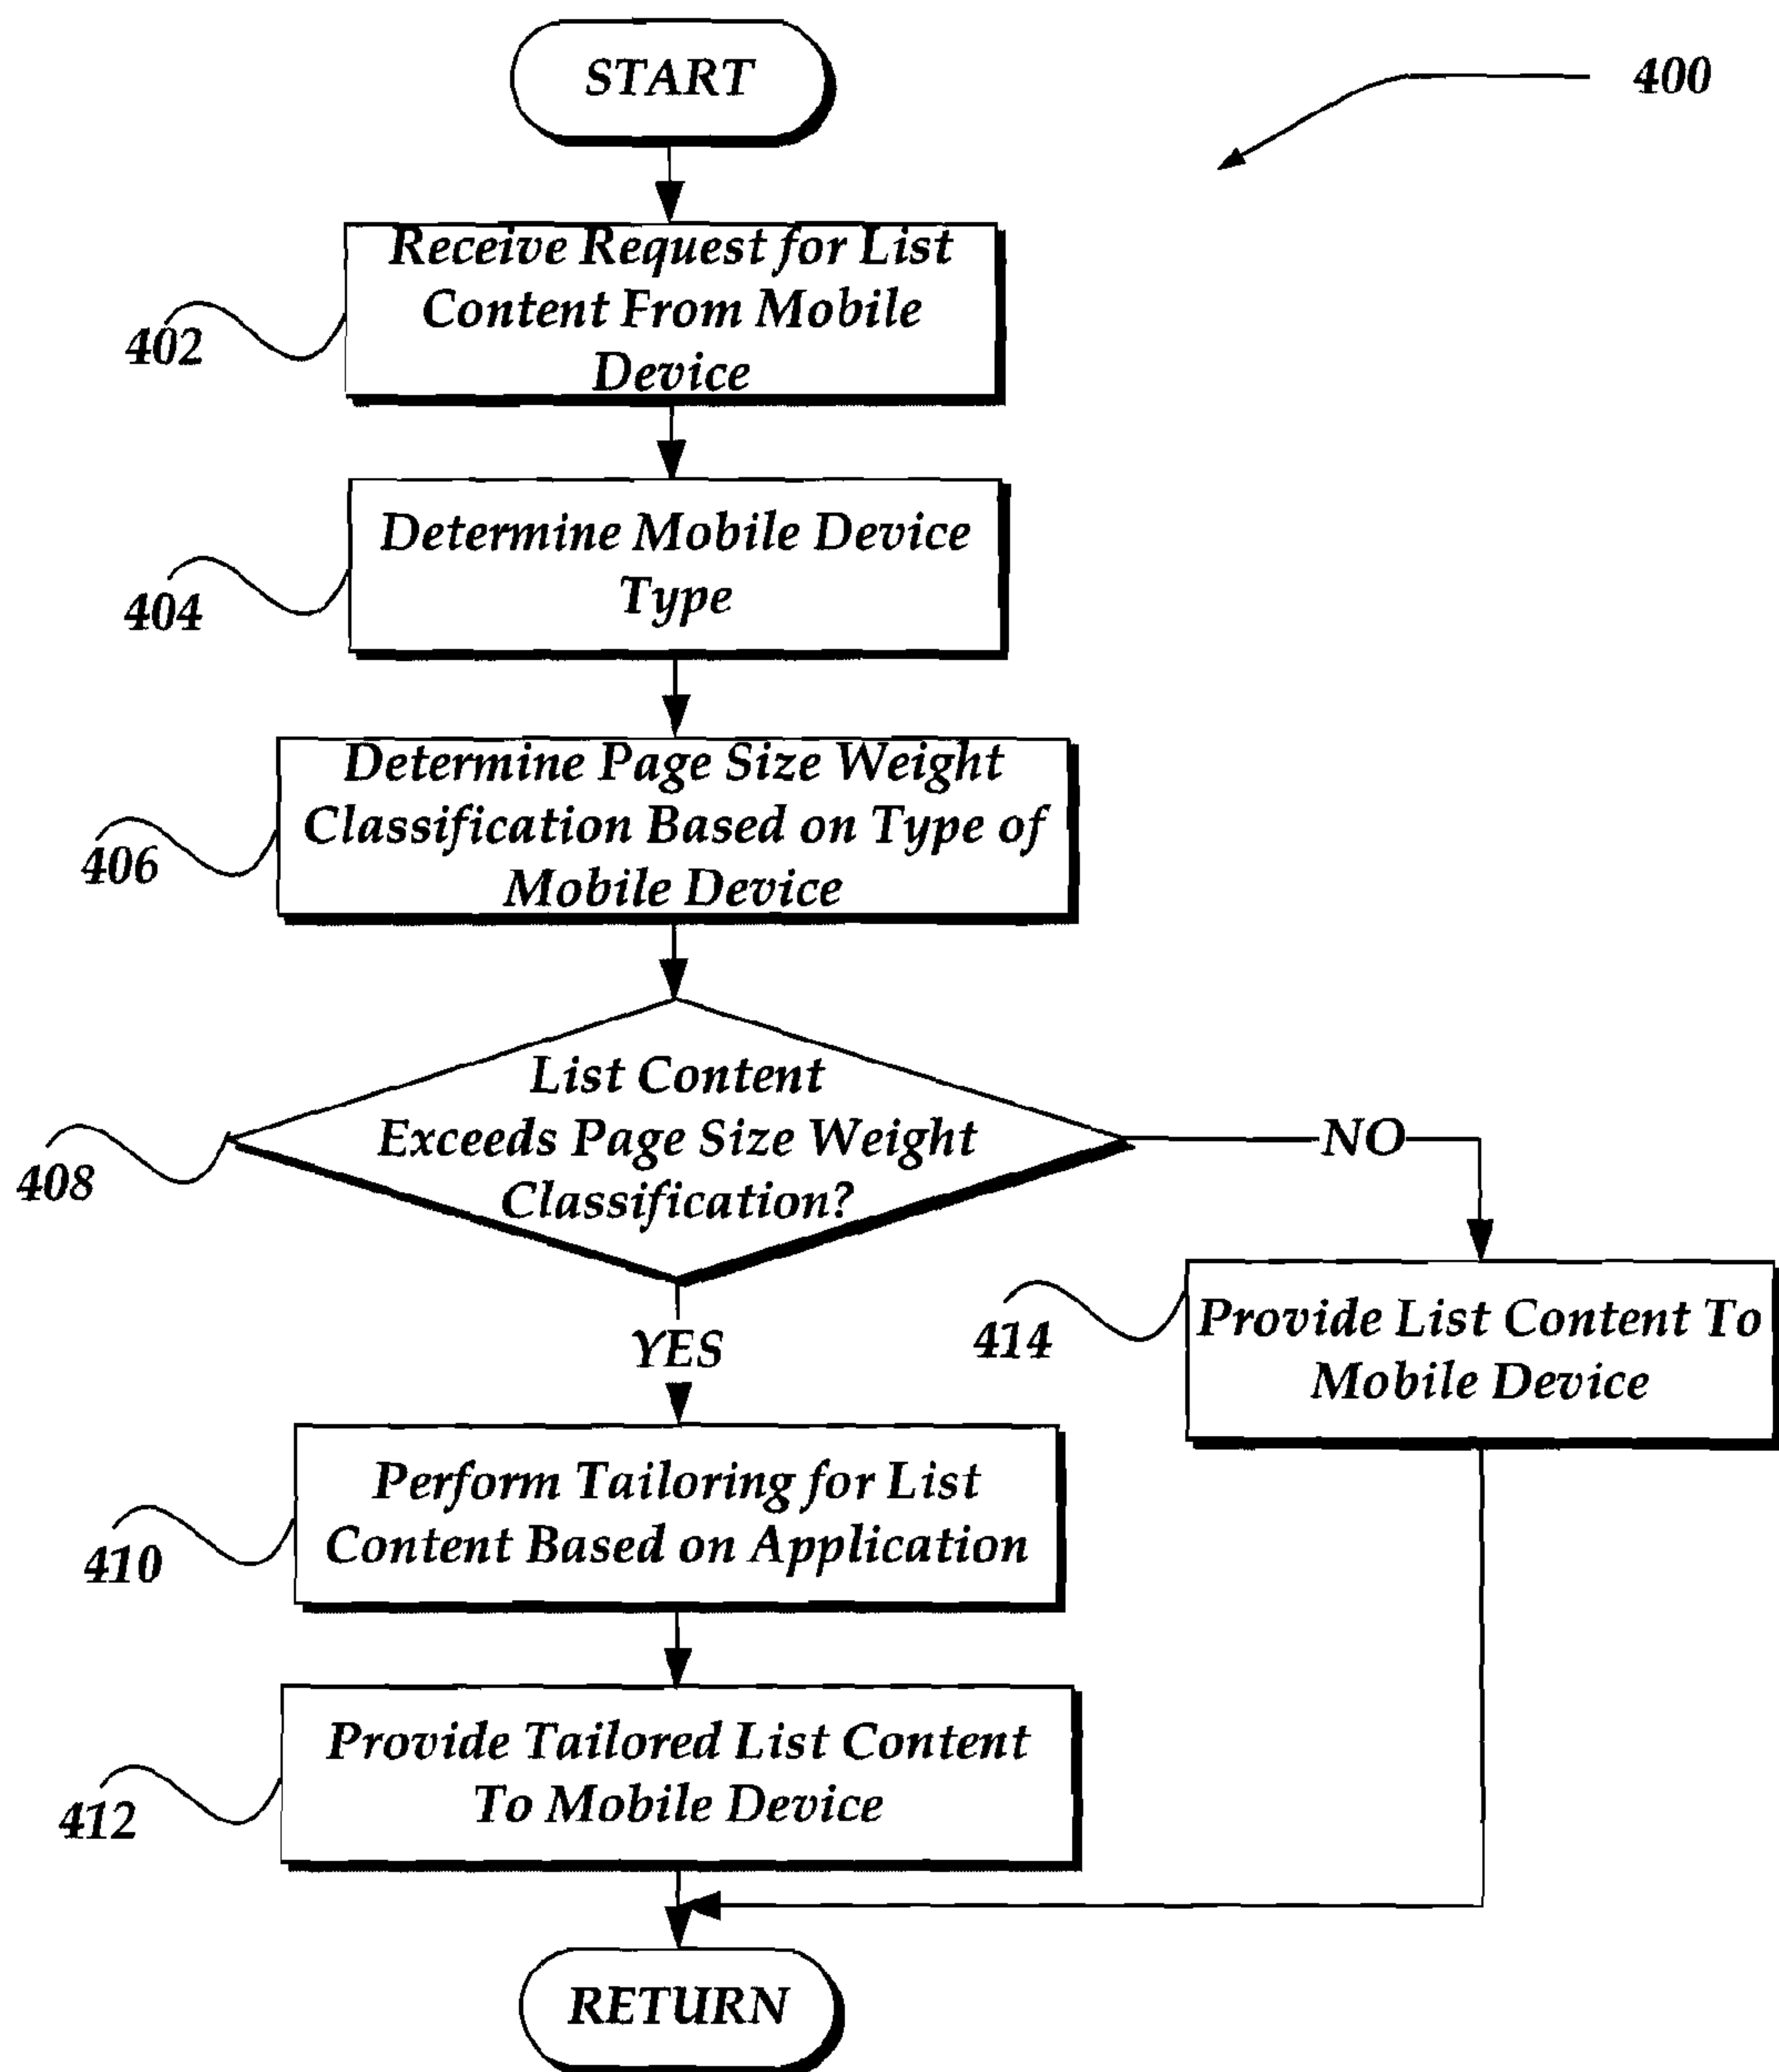 START
400
Receive Request for List
Content From Mobile
Device
402
Determine Mobile Device
Type
404
Determine Page Size Weight
Classification Based on Type of
Mobile Device
406
List Content
Exceeds Page Size Weight
Classification?
408
NO
YES
414
Provide List Content To
Mobile Device
Perform Tailoring for List
Content Based on Application
410
Provide Tailored List Content
To Mobile Device
412
RETURN